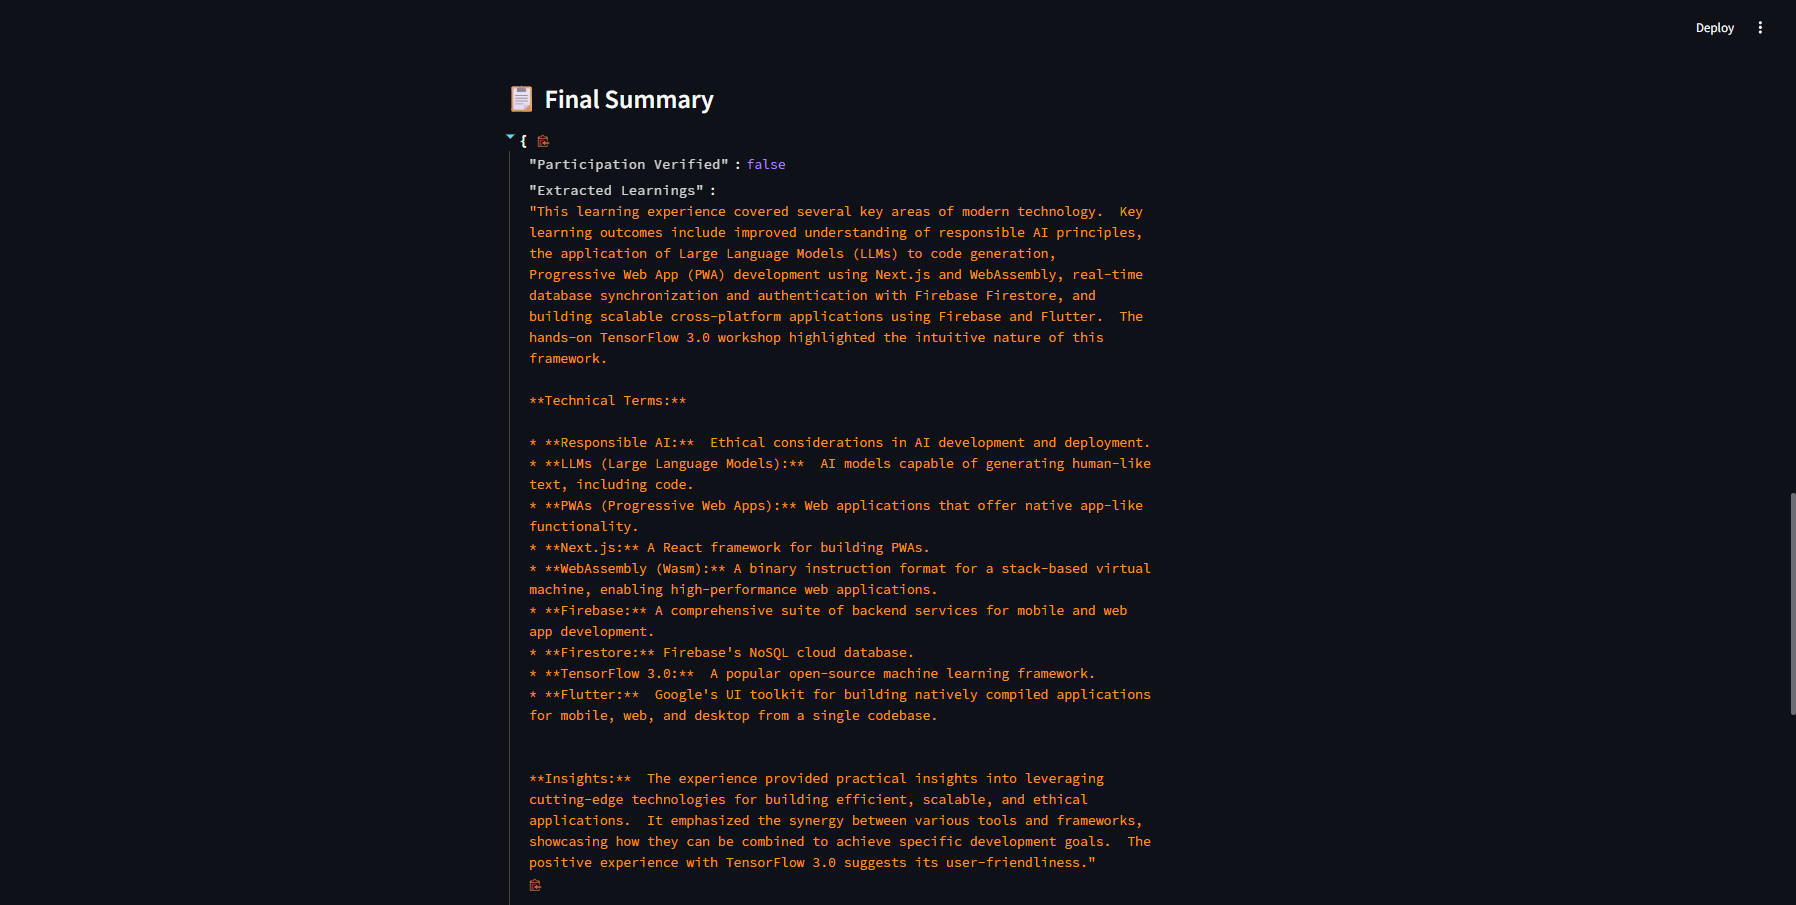 Deploy
Final Summary
{
"Participation Verified" : false
"Extracted Learnings" :
"This learning experience covered several key areas of modern technology.  Key
learning outcomes include improved understanding of responsible AI principles,
the application of Large Language Models (LLMs) to code generation,
Progressive Web App (PWA) development using Next.js and WebAssembly, real-time
database synchronization and authentication with Firebase Firestore, and
building scalable cross-platform applications using Firebase and Flutter.  The
hands-on TensorFlow 3.0 workshop highlighted the intuitive nature of this
framework.
**Technical Terms:**
* **Responsible AI:**  Ethical considerations in AI development and deployment.
* **LLMs (Large Language Models):**  AI models capable of generating human-like
text, including code.
* **PWAs (Progressive Web Apps):** Web applications that offer native app-like
functionality.
* **Next.js:** A React framework for building PWAs.
* **WebAssembly (Wasm):** A binary instruction format for a stack-based virtual
machine, enabling high-performance web applications.
* **Firebase:** A comprehensive suite of backend services for mobile and web
app development.
* **Firestore:** Firebase's NoSQL cloud database.
* **TensorFlow 3.0:**  A popular open-source machine learning framework.
* **Flutter:**  Google's UI toolkit for building natively compiled applications
for mobile, web, and desktop from a single codebase.
**Insights:**  The experience provided practical insights into leveraging
cutting-edge technologies for building efficient, scalable, and ethical
applications.  It emphasized the synergy between various tools and frameworks,
showcasing how they can be combined to achieve specific development goals.  The
positive experience with TensorFlow 3.0 suggests its user-friendliness."